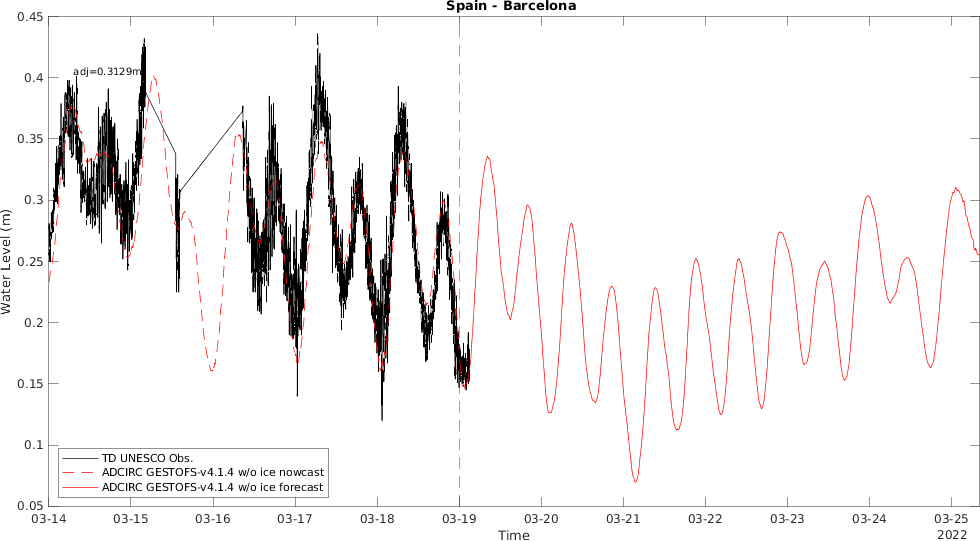 Spain - Barcelona
0.45
0.4
0.35
0.3
0.25
0.2
0.15
0.1
0.05
Water Level (m)
adj=0.3129m
TD UNESCO Obs.
ADCIRC GESTOFS-v4.1.4 w/o ice nowcast
ADCIRC GESTOFS-v4.1.4 w/o ice forecast
03-14 03-15 03-16 03-17 03-18 03-19 03-20 03-21 03-22 03-23 03-24 03-25
Time 2022